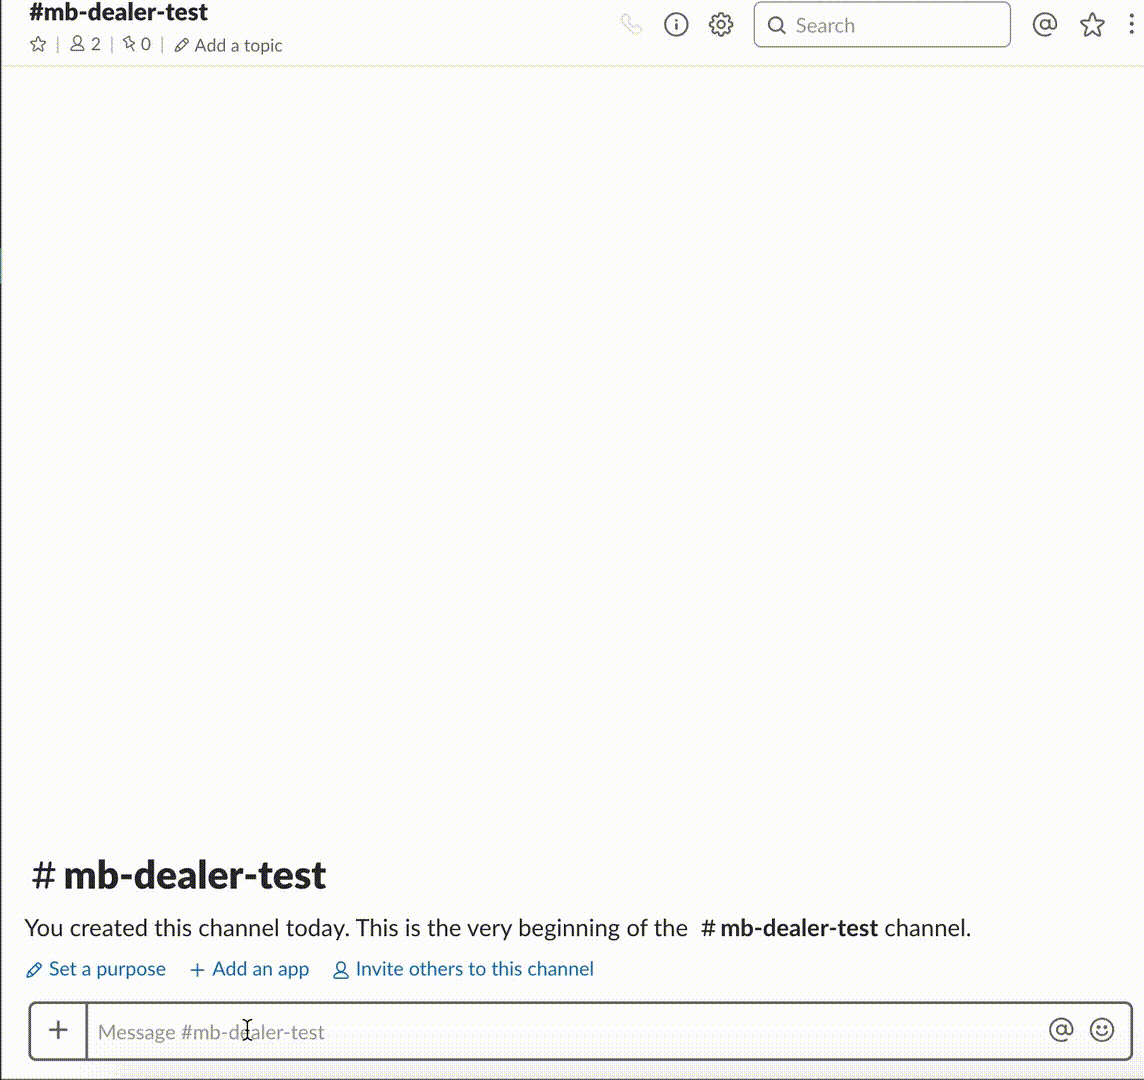 #mb-dealer-test
2 | 0 | Add a topic
Search
# mb-dealer-test
You created this channel today. This is the very beginning of the # mb-dealer-test channel.
Set a purpose + Add an app Invite others to this channel
+ Message #mb-dealer-test @